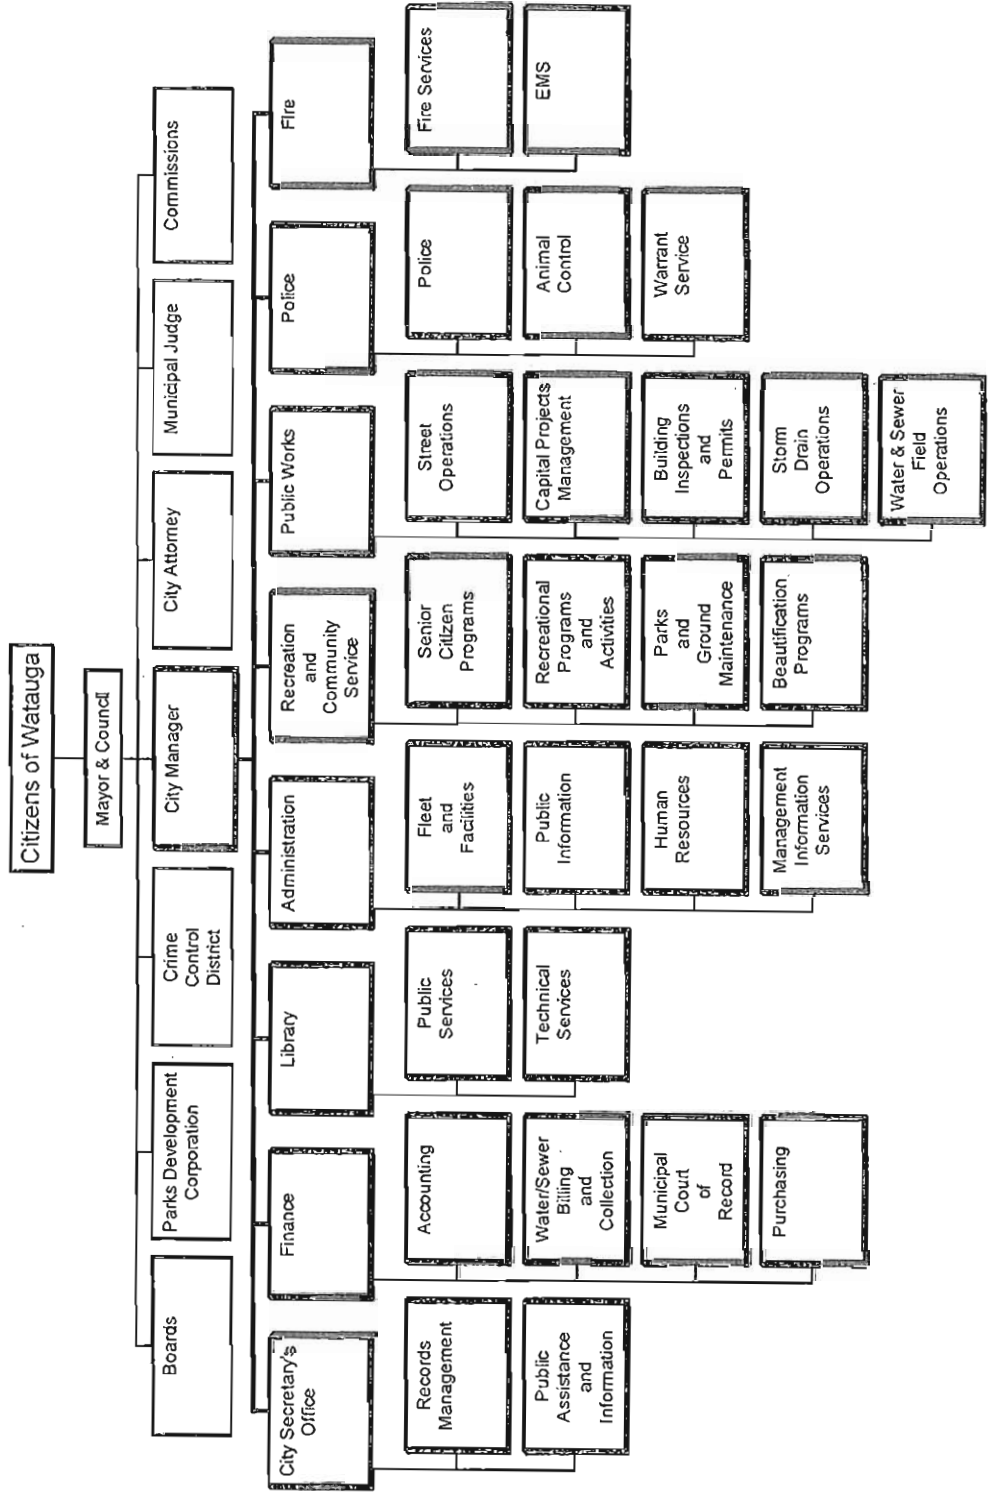 Citizens of Watauga
Mayor & Council
Boards
Parks Development
Corporation
Crime
Control
District
City Manager
City Attorney
Municipal Judge
Commissions
City Secretary's
Office
Finance
Library
Administration
Recreation
and
Community
Service
Public Works
Police
Fire
Records
Management
Public
Assistance
and
Information
Accounting
Water/Sewer
Billing
and
Collection
Municipal
Court
of
Record
Purchasing
Public
Services
Technical
Services
Fleet
and
Facilities
Public
Information
Human
Resources
Management
Information
Services
Senior
Citizen
Programs
Recreational
Programs
and
Activities
Parks
and
Ground
Maintenance
Beautification
Programs
Street
Operations
Capital Projects
Management
Building
Inspections
and
Permits
Storm
Drain
Operations
Water & Sewer
Field
Operations
Police
Animal
Control
Warrant
Service
Fire Services
EMS